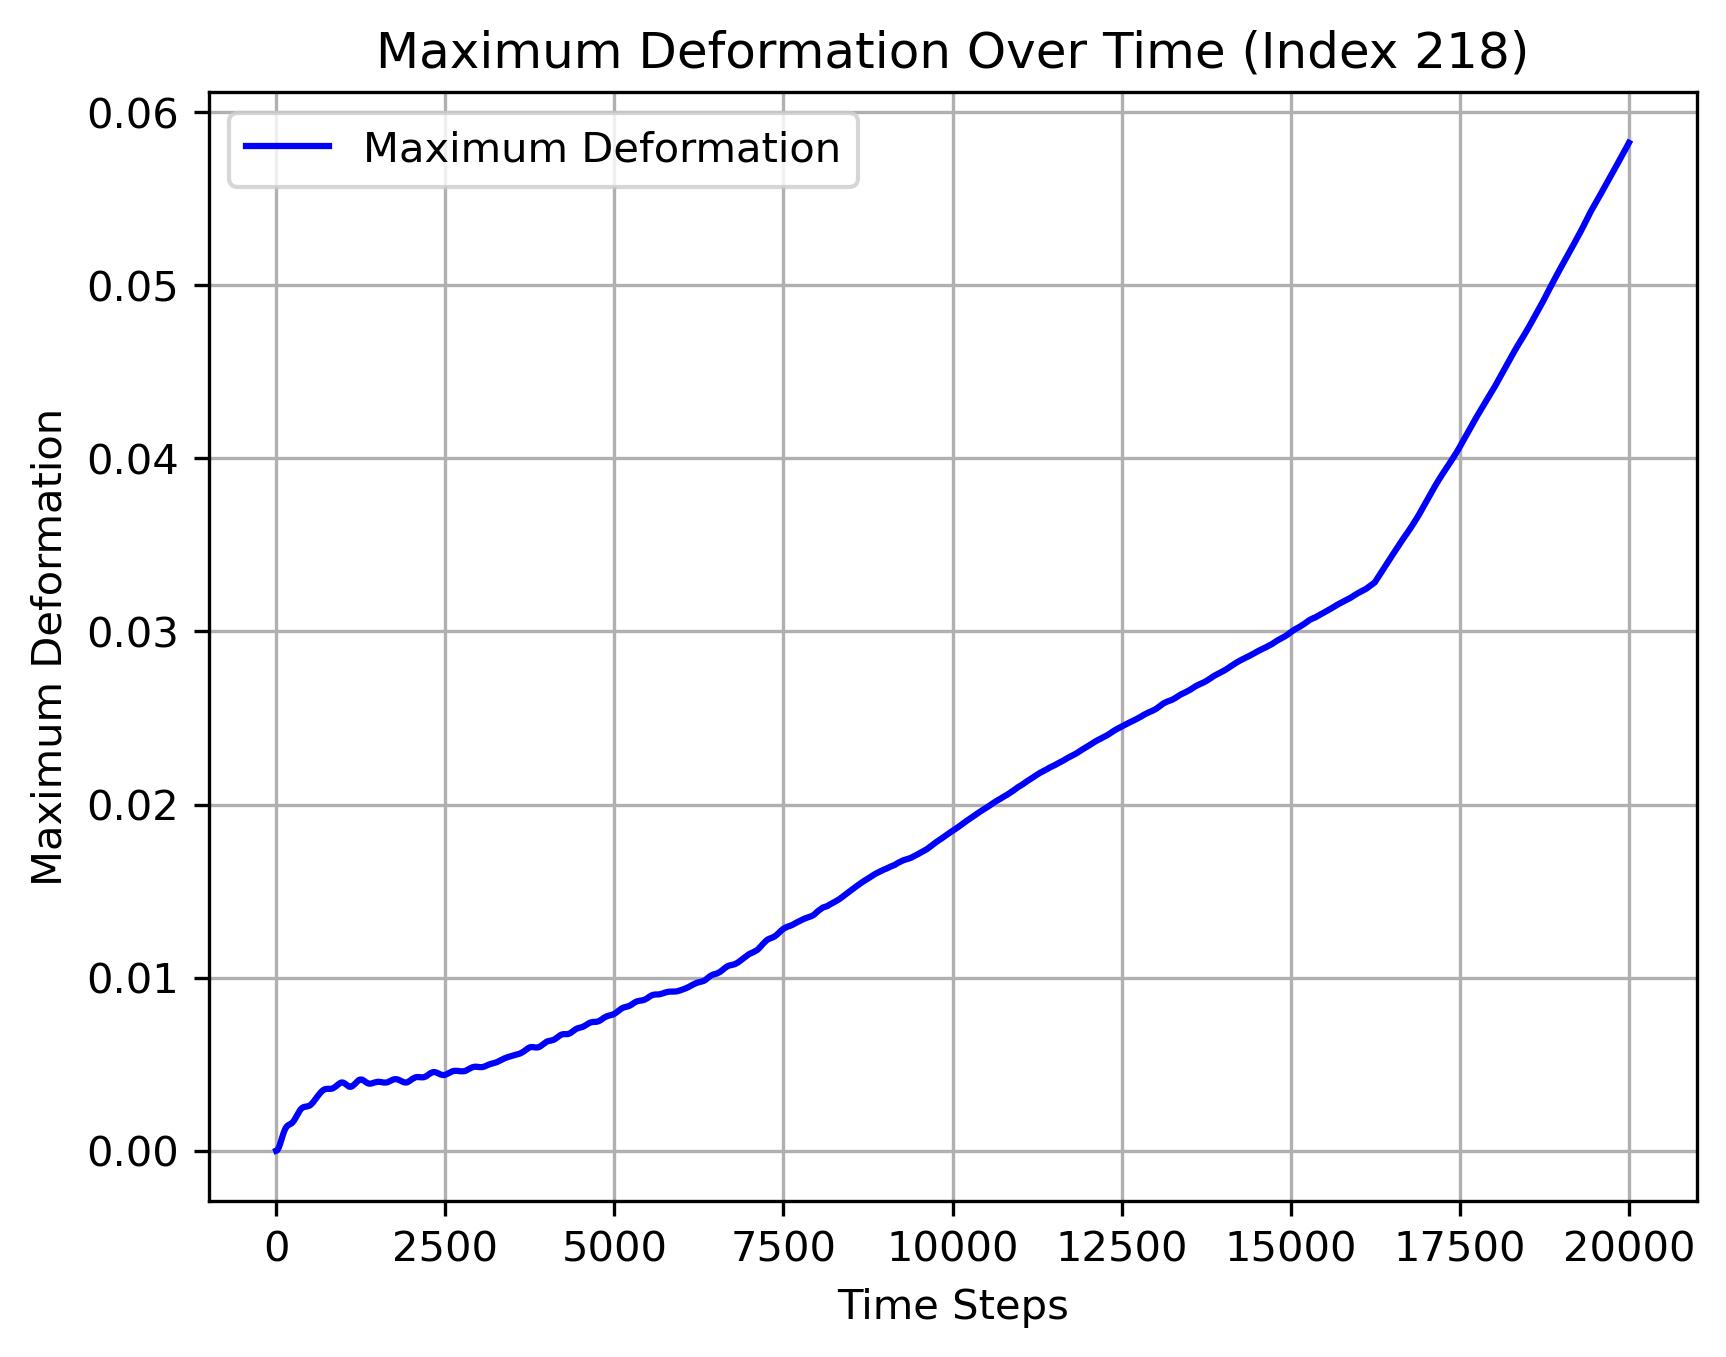 Maximum Deformation Over Time (Index 218)
Maximum Deformation
0.06
0.05
0.04
0.03
0.02
0.01
0.00
Maximum Deformation
0 2500 5000 7500 10000 12500 15000 17500 20000
Time Steps